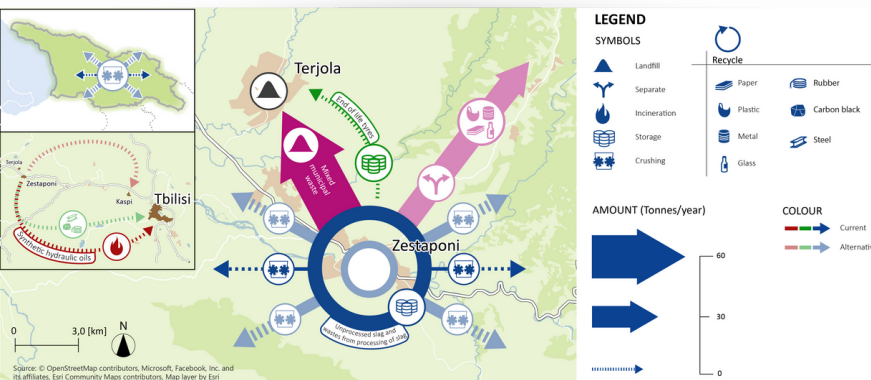 Terjola
End of life tyres
Mixed
municipal
waste
Zestaponi
Unprocessed slag and
wastes from processing of slag
Terjola
Zestaponi
Kaspi
Tbilisi
Synthetic hydraulic oils
0 3,0 [km] N
Source: © OpenStreetMap contributors, Microsoft, Facebook, Inc. and
its affiliates, Esri Community Maps contributors, Map layer by Esri
LEGEND
SYMBOLS
Landfill
Separate
Incineration
Storage
Crushing
Recycle
Paper
Plastic
Metal
Glass
Rubber
Carbon black
Steel
AMOUNT (Tonnes/year)
60
30
0
COLOUR
Current
Alternativ